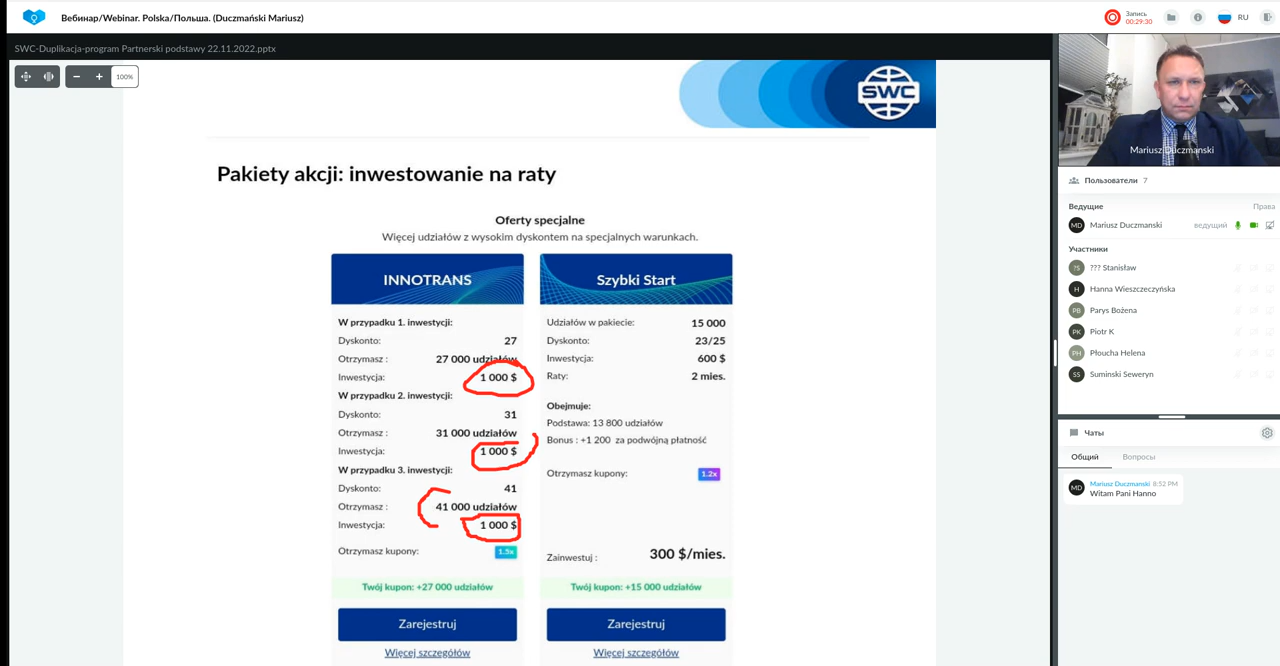 Вебинар/Webinar. Polska/Польша. (Duczmański Mariusz)
Запись
00:29:30
RU
SWC-Duplikacja-program Partnerski podstawy 22.11.2022.pptx
100%
SWC
Pakiety akcji: inwestowanie na raty
Oferty specjalne
Więcej udziałów z wysokim dyskontem na specjalnych warunkach.
INNOTRANS
W przypadku 1. inwestycji:
Dyskonto: 27
Otrzymasz : 27 000 udziałów
Inwestycja: 1 000 $
W przypadku 2. inwestycji:
Dyskonto: 31
Otrzymasz : 31 000 udziałów
Inwestycja: 1 000 $
W przypadku 3. inwestycji:
Dyskonto: 41
Otrzymasz : 41 000 udziałów
Inwestycja: 1 000 $
Otrzymasz kupony: 1.5x
Twój kupon: +27 000 udziałów
Zarejestruj
Więcej szczegółów
Szybki Start
Udziałów w pakiecie: 15 000
Dyskonto: 23/25
Inwestycja: 600 $
Raty: 2 mies.
Obejmuje:
Podstawa: 13 800 udziałów
Bonus : +1 200 za podwójną płatność
Otrzymasz kupony: 1.2x
Zainwestuj : 300 $/mies.
Twój kupon: +15 000 udziałów
Zarejestruj
Więcej szczegółów
Mariusz Duczmanski
Пользователи 7
Ведущие Права
MD Mariusz Duczmanski ведущий
Участники
?S ??? Stanisław
H Hanna Wieszczeczyńska
PB Parys Bożena
PK Piotr K
PH Płoucha Helena
SS Suminski Seweryn
Чаты
Общий Вопросы
MD Mariusz Duczmanski 8:52 PM
Witam Pani Hanno